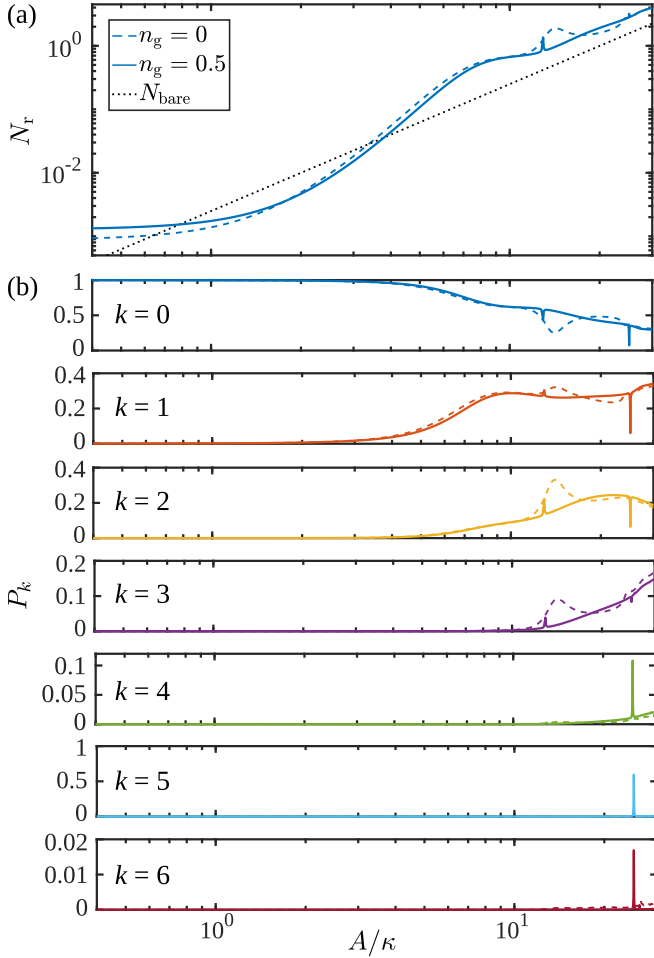 (a)
n_g = 0
n_g = 0.5
N_bare
10^0
10^-2
N_r
(b)
1
0.5
0
k = 0
0.4
0.2
0
k = 1
0.4
0.2
0
k = 2
0.2
0.1
0
k = 3
P_k
0.1
0.05
0
k = 4
1
0.5
0
k = 5
0.02
0.01
0
k = 6
10^0
10^1
A/κ